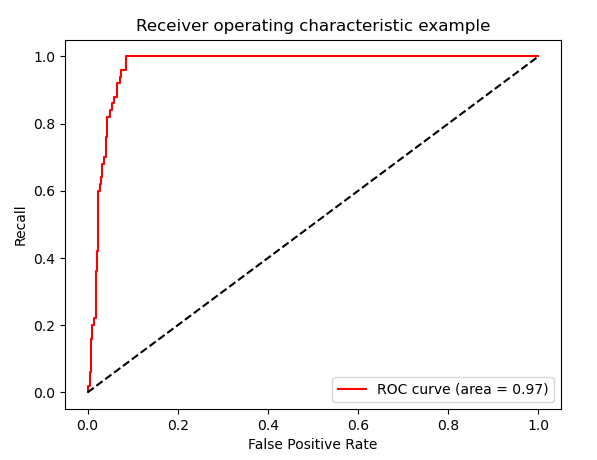 Receiver operating characteristic example
1.0
0.8
0.6
0.4
0.2
0.0
Recall
ROC curve (area = 0.97)
0.0 0.2 0.4 0.6 0.8 1.0
False Positive Rate